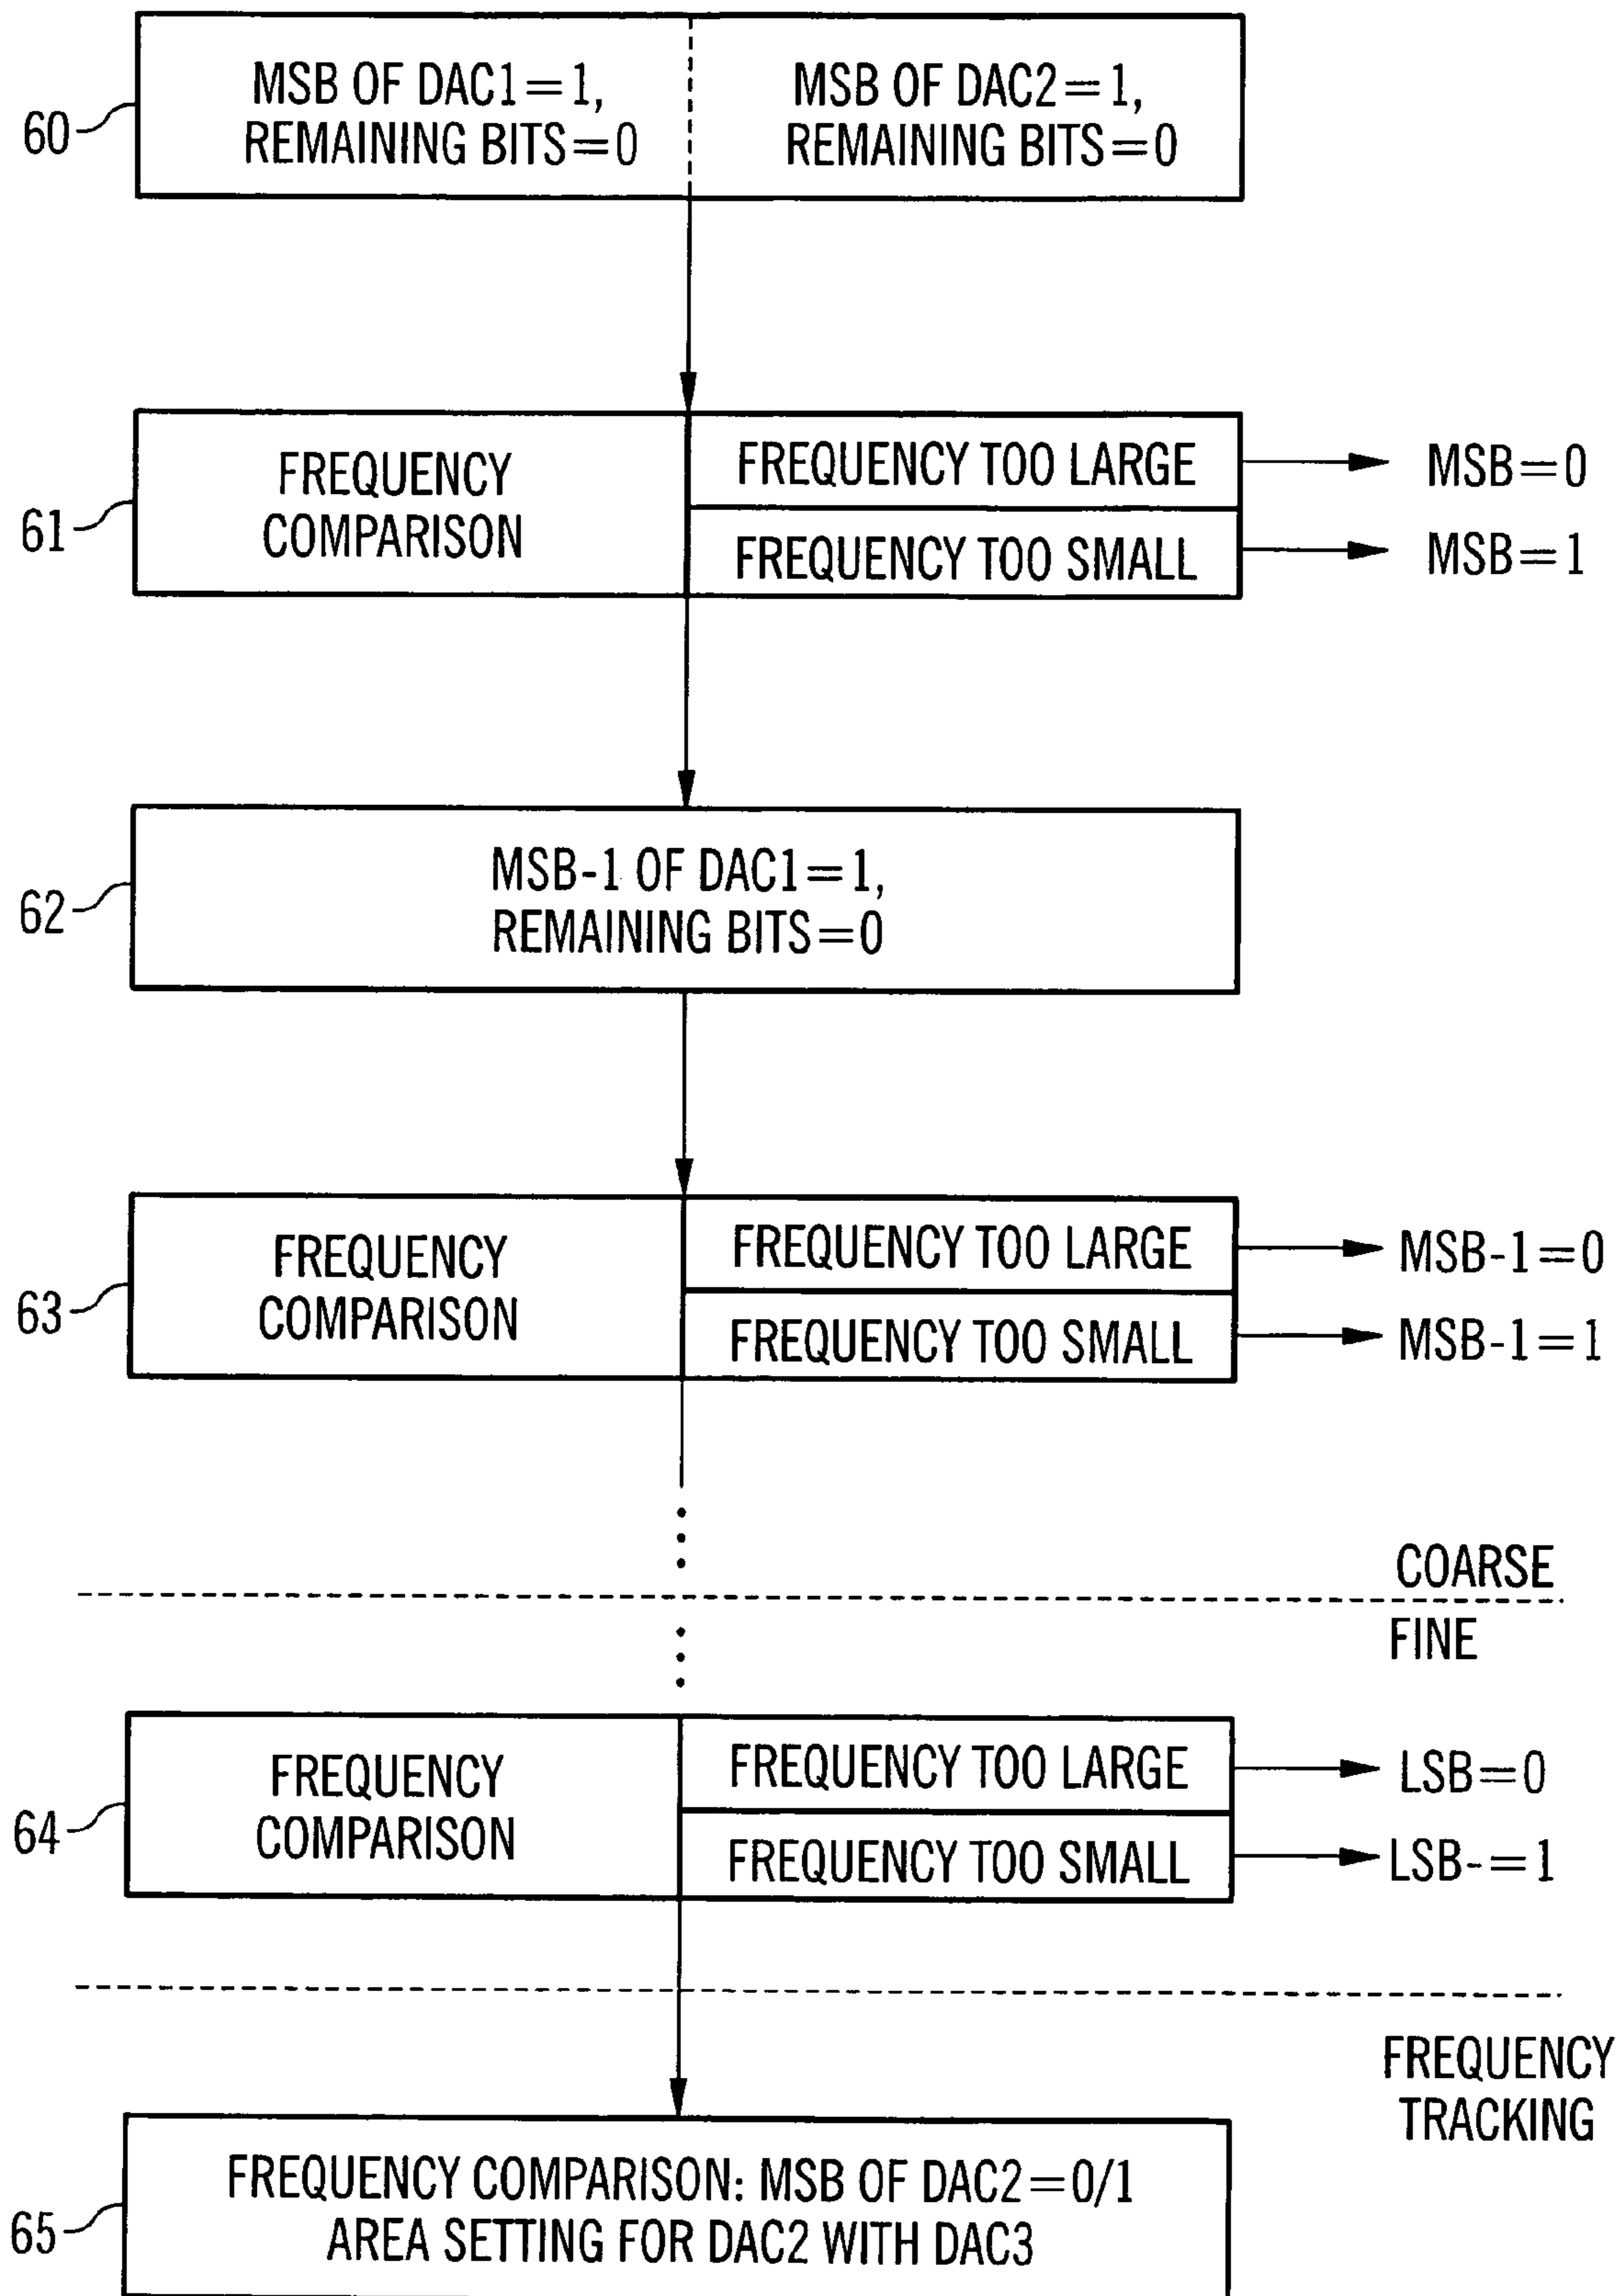 60
MSB OF DAC1=1,
REMAINING BITS=0
MSB OF DAC2=1,
REMAINING BITS=0
61
FREQUENCY
COMPARISON
FREQUENCY TOO LARGE
MSB=0
FREQUENCY TOO SMALL
MSB=1
62
MSB-1 OF DAC1=1,
REMAINING BITS=0
63
FREQUENCY
COMPARISON
FREQUENCY TOO LARGE
MSB-1=0
FREQUENCY TOO SMALL
MSB-1=1
COARSE
FINE
64
FREQUENCY
COMPARISON
FREQUENCY TOO LARGE
LSB=0
FREQUENCY TOO SMALL
LSB-=1
FREQUENCY
TRACKING
65
FREQUENCY COMPARISON: MSB OF DAC2=0/1
AREA SETTING FOR DAC2 WITH DAC3